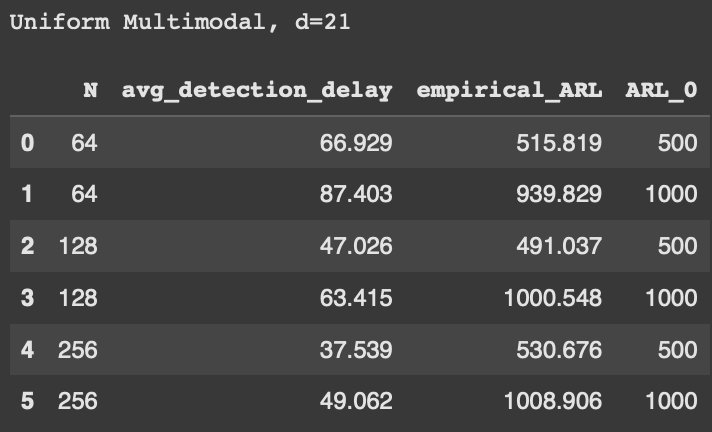 Uniform Multimodal, d=21
N avg_detection_delay empirical_ARL ARL_0
0 64 66.929 515.819 500
1 64 87.403 939.829 1000
2 128 47.026 491.037 500
3 128 63.415 1000.548 1000
4 256 37.539 530.676 500
5 256 49.062 1008.906 1000